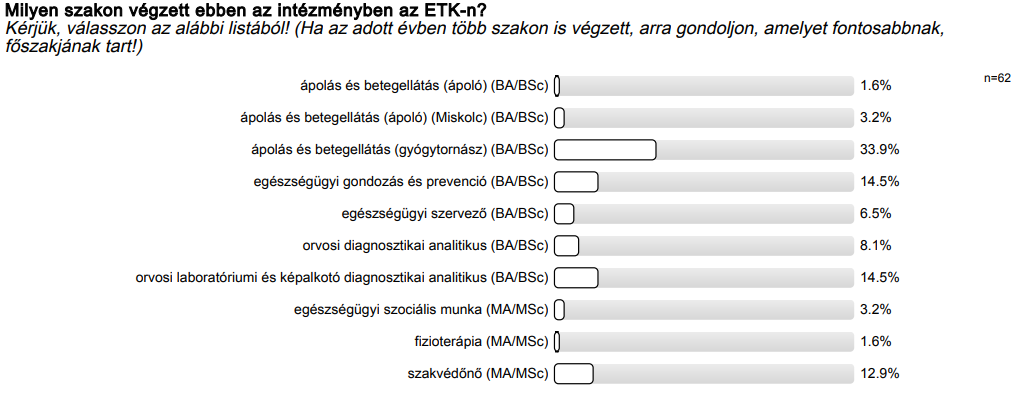 Milyen szakon végzett ebben az intézményben az ETK-n?
Kérjük, válasszon az alábbi listából! (Ha az adott évben több szakon is végzett, arra gondoljon, amelyet fontosabbnak,
főszakjának tart!)
n=62
ápolás és betegellátás (ápoló) (BA/BSc) 1.6%
ápolás és betegellátás (ápoló) (Miskolc) (BA/BSc) 3.2%
ápolás és betegellátás (gyógytornász) (BA/BSc) 33.9%
egészségügyi gondozás és prevenció (BA/BSc) 14.5%
egészségügyi szervező (BA/BSc) 6.5%
orvosi diagnosztikai analitikus (BA/BSc) 8.1%
orvosi laboratóriumi és képalkotó diagnosztikai analitikus (BA/BSc) 14.5%
egészségügyi szociális munka (MA/MSc) 3.2%
fizioterápia (MA/MSc) 1.6%
szakvédőnő (MA/MSc) 12.9%